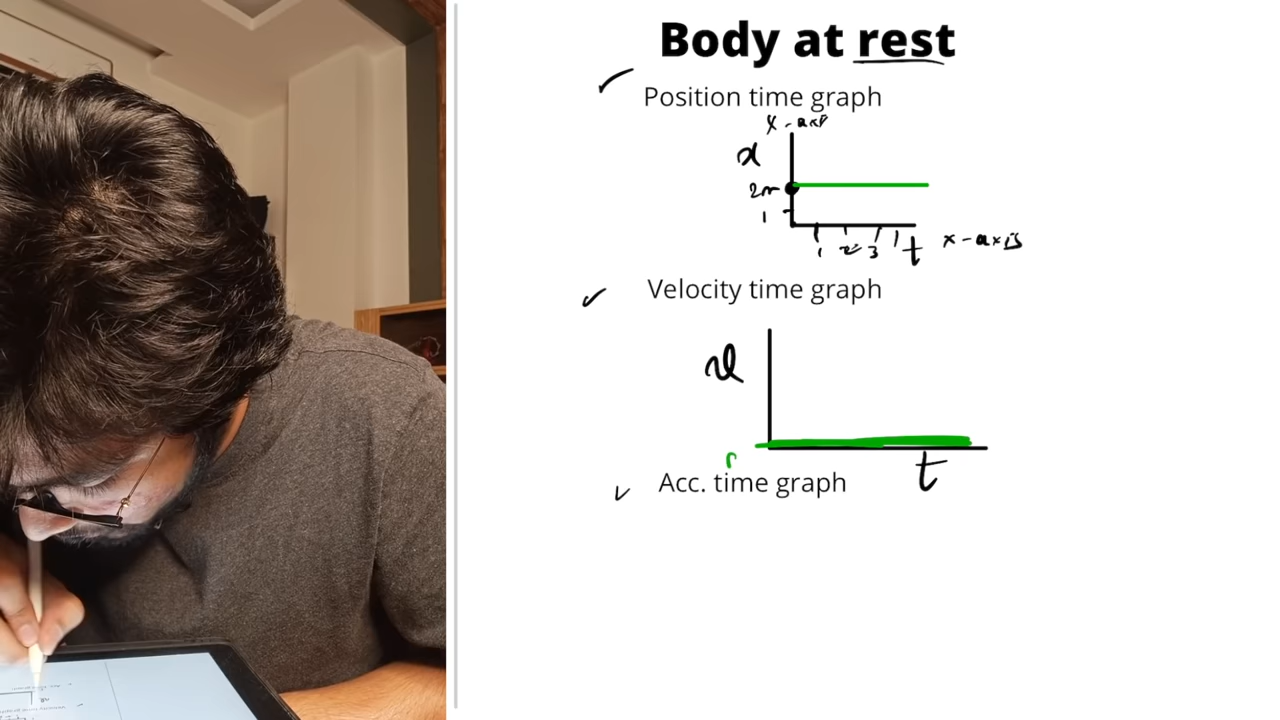 Body at rest
Position time graph
x
2m
1
1 2 3
t
x-axis
Velocity time graph
v
t
Acc. time graph